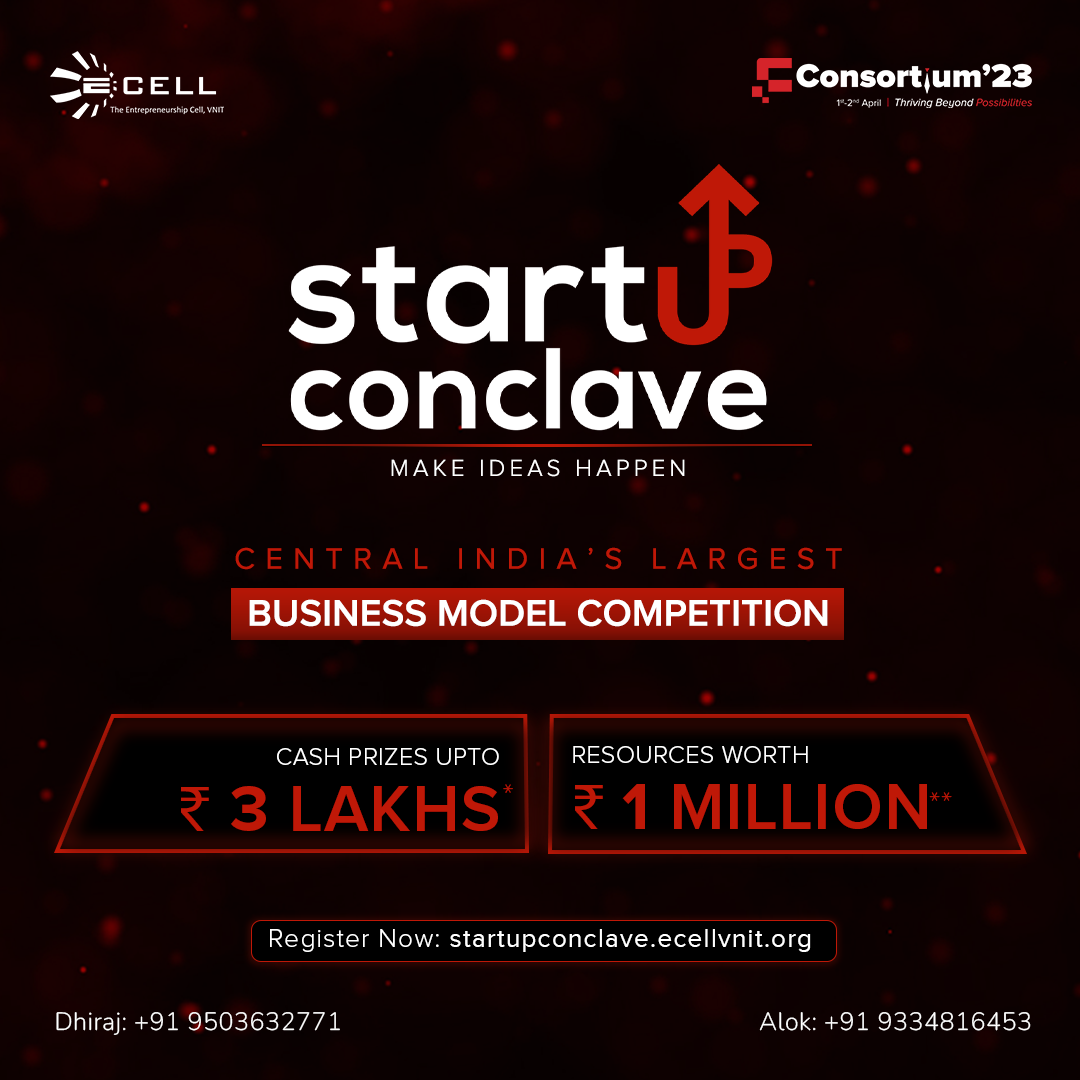 ECELL
The Entrepreneurship Cell, VNIT
Consortium'23
1st-2nd April | Thriving Beyond Possibilities
startUP
conclave
MAKE IDEAS HAPPEN
CENTRAL INDIA'S LARGEST
BUSINESS MODEL COMPETITION
CASH PRIZES UPTO
₹ 3 LAKHS*
RESOURCES WORTH
₹ 1 MILLION**
Register Now: startupconclave.ecellvnit.org
Dhiraj: +91 9503632771
Alok: +91 9334816453